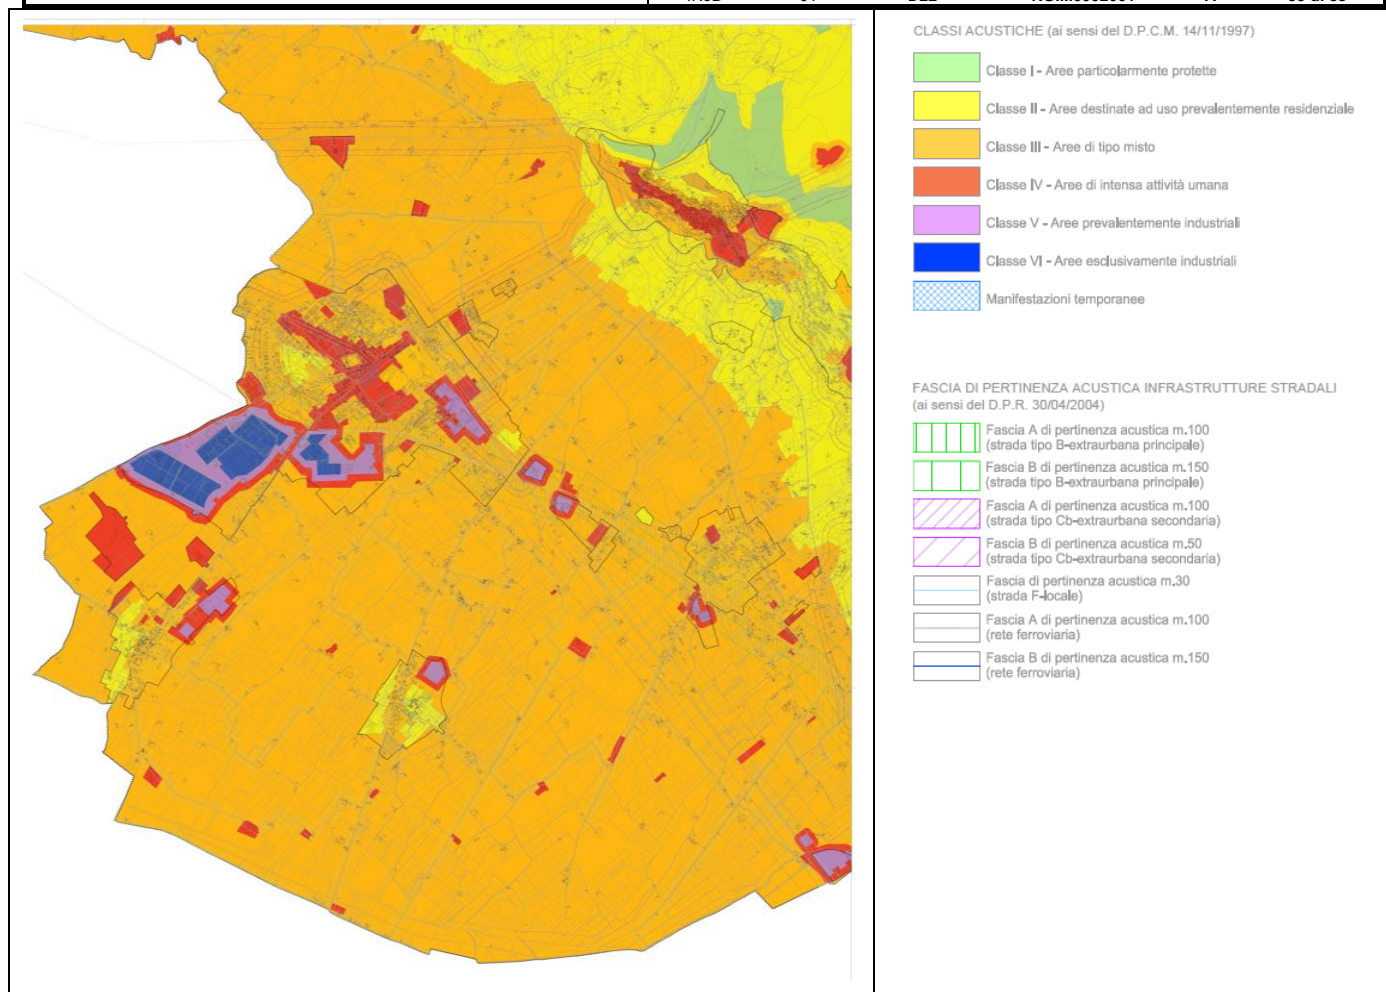 CLASSI ACUSTICHE (ai sensi del D.P.C.M. 14/11/1997)
Classe I - Aree particolarmente protette
Classe II - Aree destinate ad uso prevalentemente residenziale
Classe III - Aree di tipo misto
Classe IV - Aree di intensa attività umana
Classe V - Aree prevalentemente industriali
Classe VI - Aree esclusivamente industriali
Manifestazioni temporanee
FASCIA DI PERTINENZA ACUSTICA INFRASTRUTTURE STRADALI
(ai sensi del D.P.R. 30/04/2004)
Fascia A di pertinenza acustica m.100
(strada tipo B-extraurbana principale)
Fascia B di pertinenza acustica m.150
(strada tipo B-extraurbana principale)
Fascia A di pertinenza acustica m.100
(strada tipo Cb-extraurbana secondaria)
Fascia B di pertinenza acustica m.50
(strada tipo Cb-extraurbana secondaria)
Fascia di pertinenza acustica m.30
(strada F-locale)
Fascia A di pertinenza acustica m.100
(rete ferroviaria)
Fascia B di pertinenza acustica m.150
(rete ferroviaria)